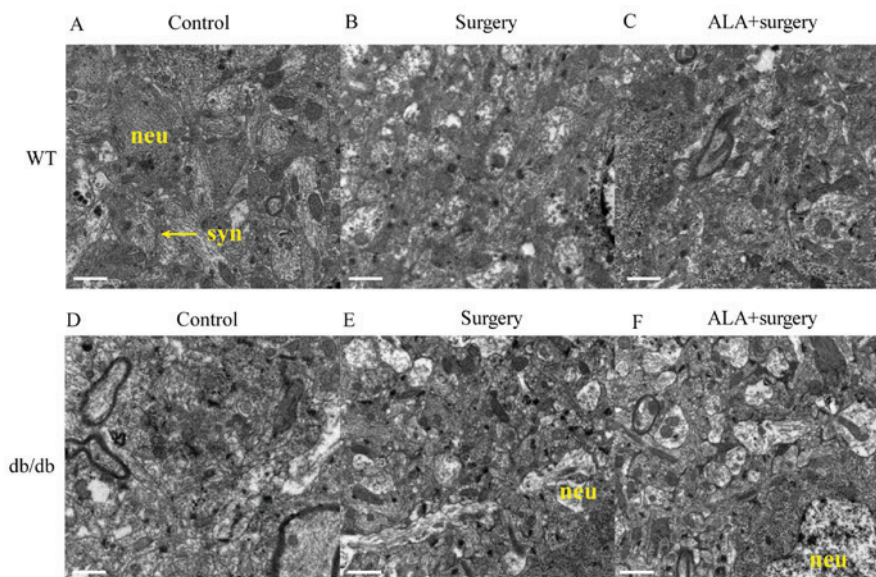 A Control B Surgery C ALA+surgery
WT
neu
syn
D Control E Surgery F ALA+surgery
db/db
neu
neu